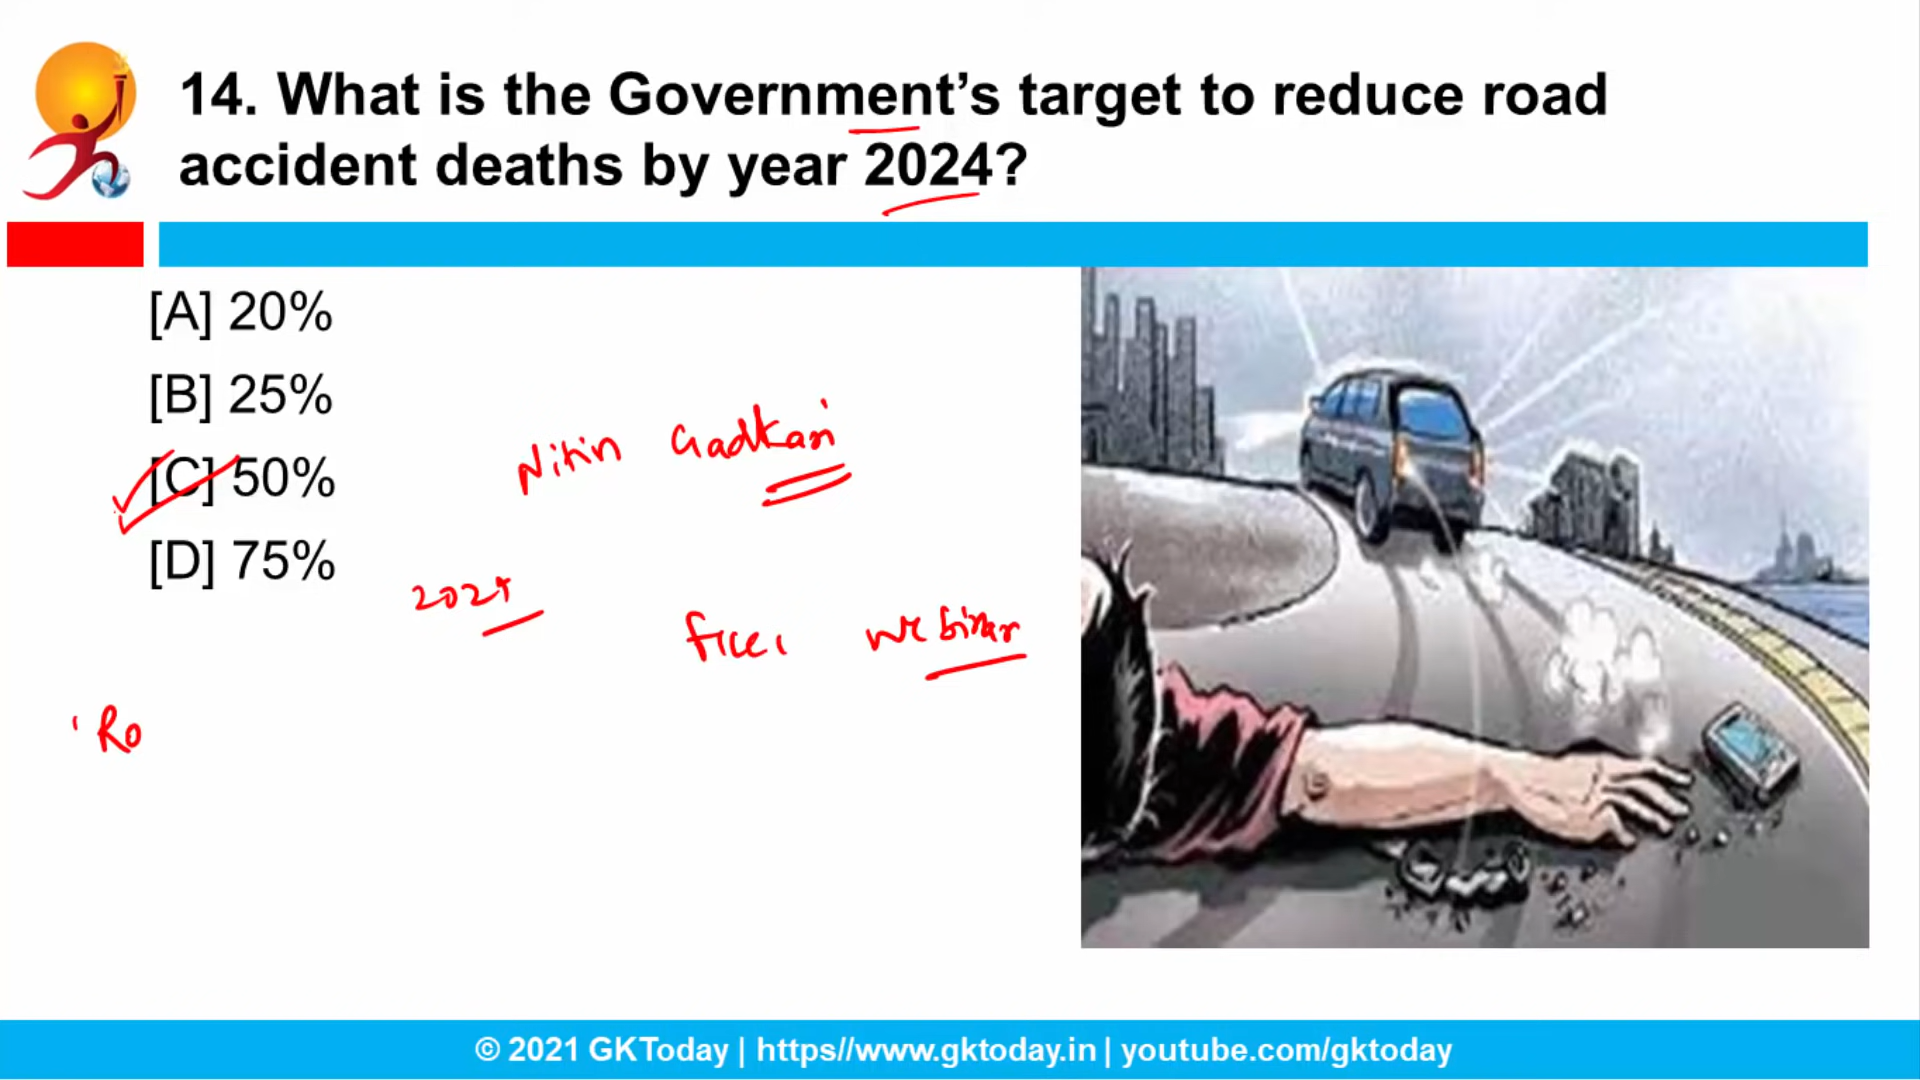 14. What is the Government’s target to reduce road
accident deaths by year 2024?
[A] 20%
[B] 25%
[C] 50%
[D] 75%
Nitin Gadkari
2024
FICCI Webinar
'Ro
© 2021 GKToday | https//www.gktoday.in | youtube.com/gktoday